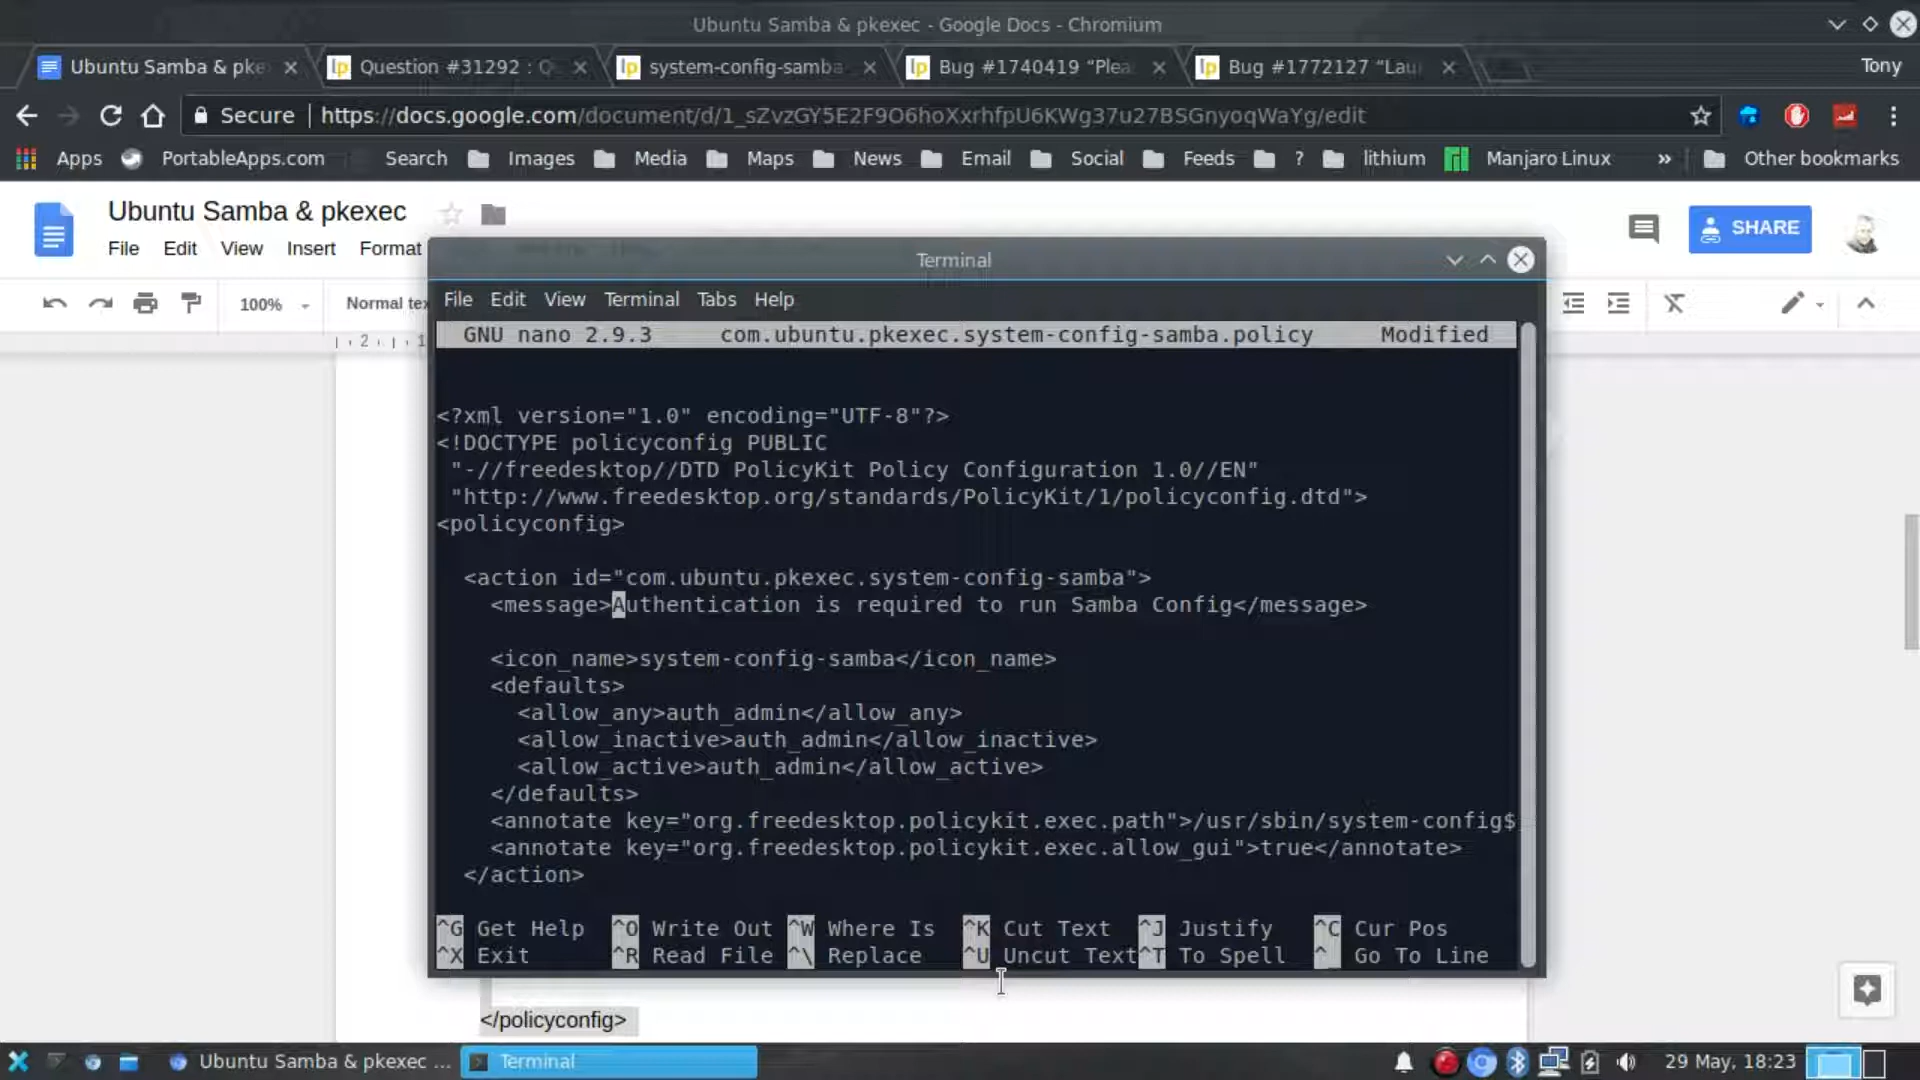 Ubuntu Samba & pkexec - Google Docs - Chromium
Ubuntu Samba & pke
Question #31292 : Q
system-config-samba
Bug #1740419 “Plea
Bug #1772127 “Lau
Tony
Secure | https://docs.google.com/document/d/1_sZvzGY5E2F9O6hoXxrhfpU6KWg37u27BSGnyoqWaYg/edit
Apps PortableApps.com Search Images Media Maps News Email Social Feeds ? lithium Manjaro Linux » Other bookmarks
Ubuntu Samba & pkexec
File Edit View Insert Format
SHARE
100% Normal tex
2 1
Terminal
File Edit View Terminal Tabs Help
GNU nano 2.9.3 com.ubuntu.pkexec.system-config-samba.policy Modified
<?xml version="1.0" encoding="UTF-8"?>
<!DOCTYPE policyconfig PUBLIC
"-//freedesktop//DTD PolicyKit Policy Configuration 1.0//EN"
"http://www.freedesktop.org/standards/PolicyKit/1/policyconfig.dtd">
<policyconfig>
<action id="com.ubuntu.pkexec.system-config-samba">
<message>Authentication is required to run Samba Config</message>
<icon_name>system-config-samba</icon_name>
<defaults>
<allow_any>auth_admin</allow_any>
<allow_inactive>auth_admin</allow_inactive>
<allow_active>auth_admin</allow_active>
</defaults>
<annotate key="org.freedesktop.policykit.exec.path">/usr/sbin/system-config$
<annotate key="org.freedesktop.policykit.exec.allow_gui">true</annotate>
</action>
^G Get Help ^O Write Out ^W Where Is ^K Cut Text ^J Justify ^C Cur Pos
^X Exit ^R Read File ^\ Replace ^U Uncut Text ^T To Spell ^_ Go To Line
</policyconfig>
Ubuntu Samba & pkexec ...
Terminal
29 May, 18:23